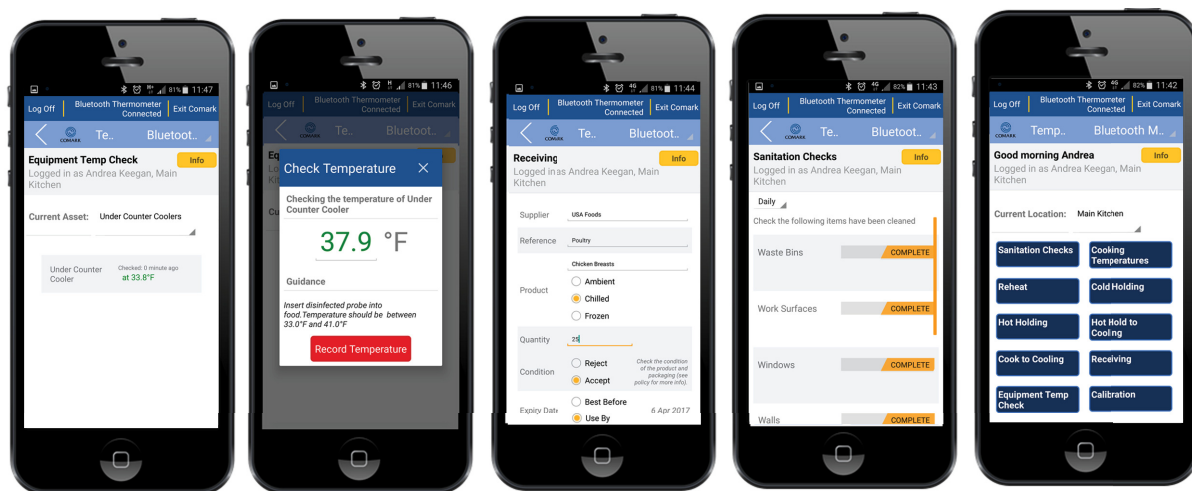 11:47
81%
Log Off
Bluetooth Thermometer
Connected
Exit Comark
COMARK
Te..
Bluetoot..
Equipment Temp Check
Info
Logged in as Andrea Keegan, Main
Kitchen
Current Asset:
Under Counter Coolers
Under Counter
Cooler
Checked: 0 minute ago
at 33.8°F
H
81%
11:46
Log Off
Bluetooth Thermometer
Connected
Exit Comark
COMARK
Te..
Bluetoot..
Check Temperature
Checking the temperature of Under
Counter Cooler
37.9 °F
Guidance
Insert disinfected probe into
food.Temperature should be between
33.0°F and 41.0°F
Record Temperature
4G
81%
11:44
Log Off
Bluetooth Thermometer
Connected
Exit Comark
COMARK
Te..
Bluetoot..
Receiving
Info
Logged in as Andrea Keegan, Main
Kitchen
Supplier
USA Foods
Reference
Poultry
Product
Chicken Breasts
Ambient
Chilled
Frozen
Quantity
25
Condition
Reject
Accept
Check the condition
of the product and
packaging (see
policy for more info).
Expiry Date
Best Before
Use By
6 Apr 2017
4G
82%
11:43
Log Off
Bluetooth Thermometer
Connected
Exit Comark
COMARK
Te..
Bluetoot..
Sanitation Checks
Info
Logged in as Andrea Keegan, Main
Kitchen
Daily
Check the following items have been cleaned
Waste Bins
COMPLETE
Work Surfaces
COMPLETE
Windows
COMPLETE
Walls
COMPLETE
4G
82%
11:42
Log Off
Bluetooth Thermometer
Connected
Exit Comark
COMARK
Temp..
Bluetooth M..
Good morning Andrea
Info
Logged in as Andrea Keegan, Main
Kitchen
Current Location:
Main Kitchen
Sanitation Checks
Cooking
Temperatures
Reheat
Cold Holding
Hot Holding
Hot Hold to
Cooling
Cook to Cooling
Receiving
Equipment Temp
Check
Calibration